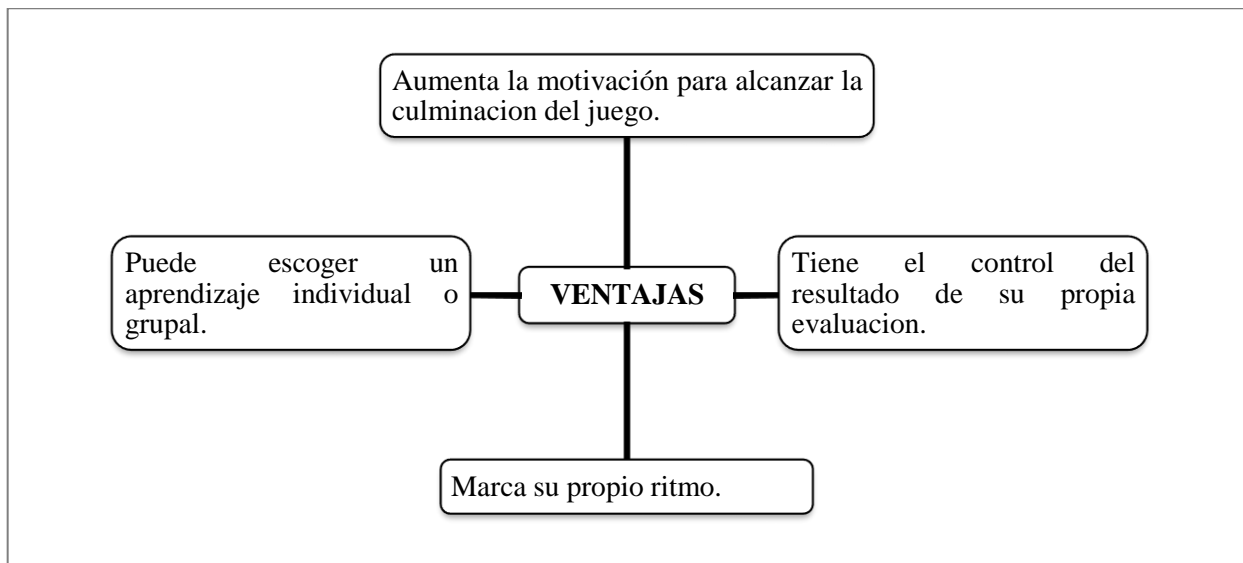 Aumenta la motivación para alcanzar la
culminacion del juego.
Puede escoger un
aprendizaje individual o
grupal.
VENTAJAS
Tiene el control del
resultado de su propia
evaluacion.
Marca su propio ritmo.